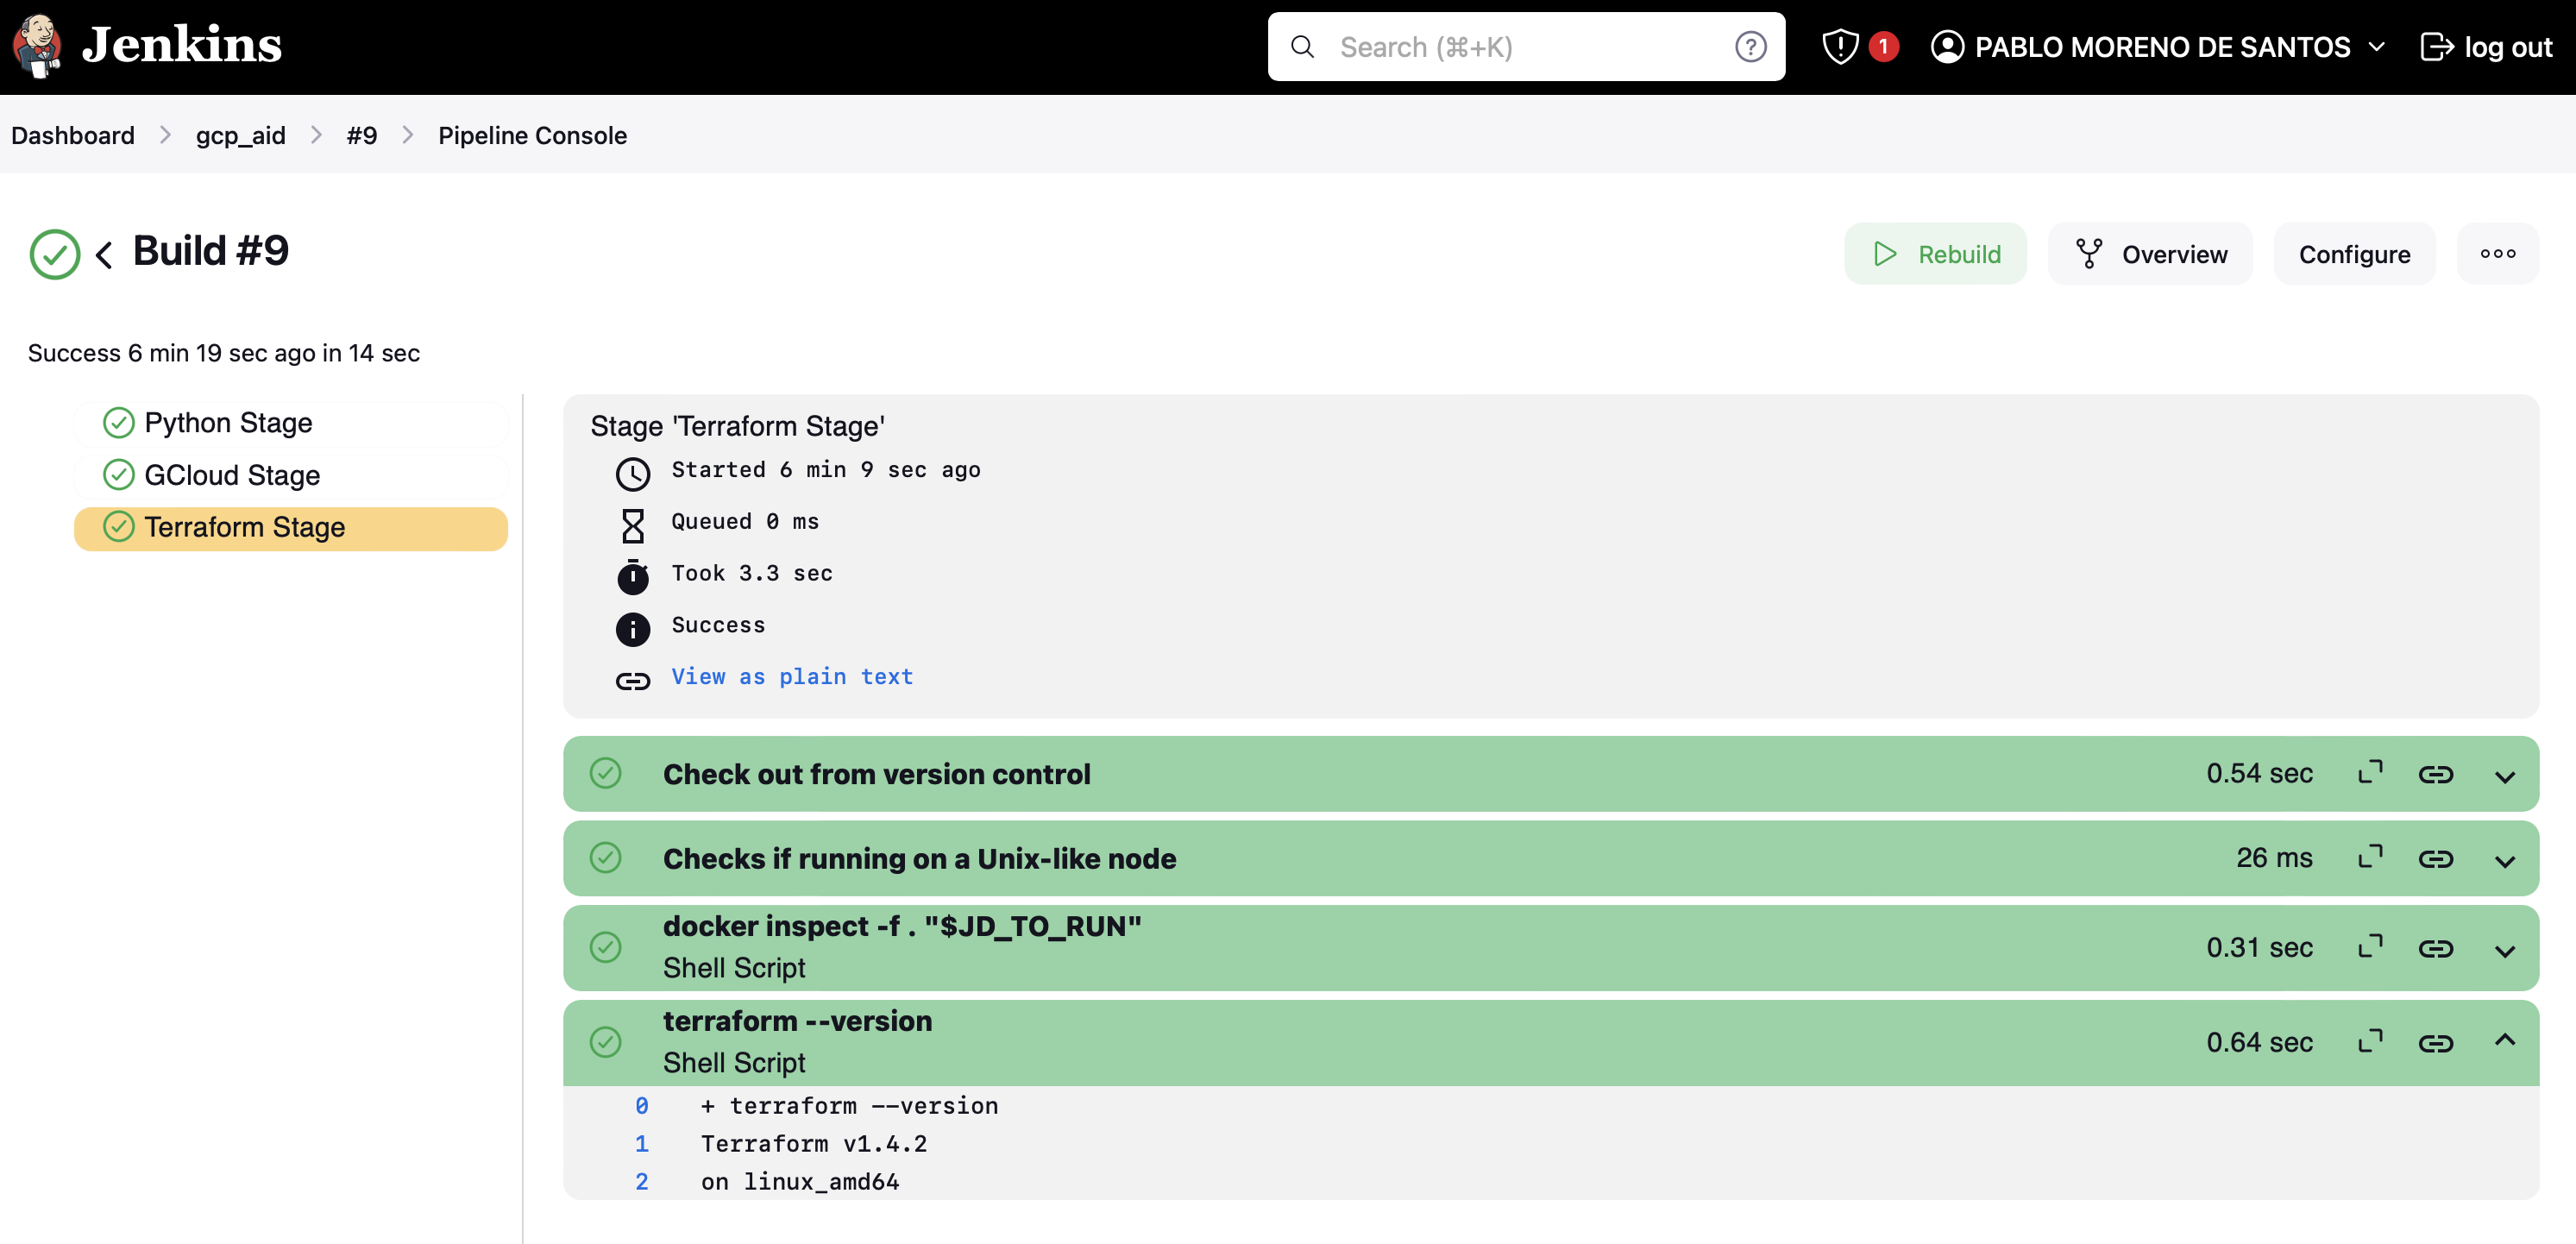 Jenkins
Search (⌘+K)
1
PABLO MORENO DE SANTOS
log out
Dashboard
gcp_aid
#9
Pipeline Console
Build #9
Rebuild
Overview
Configure
Success 6 min 19 sec ago in 14 sec
Python Stage
GCloud Stage
Terraform Stage
Stage 'Terraform Stage'
Started 6 min 9 sec ago
Queued 0 ms
Took 3.3 sec
Success
View as plain text
Check out from version control 0.54 sec
Checks if running on a Unix-like node 26 ms
docker inspect -f . "$JD_TO_RUN"
Shell Script 0.31 sec
terraform --version
Shell Script 0.64 sec
0 + terraform --version
1 Terraform v1.4.2
2 on linux_amd64